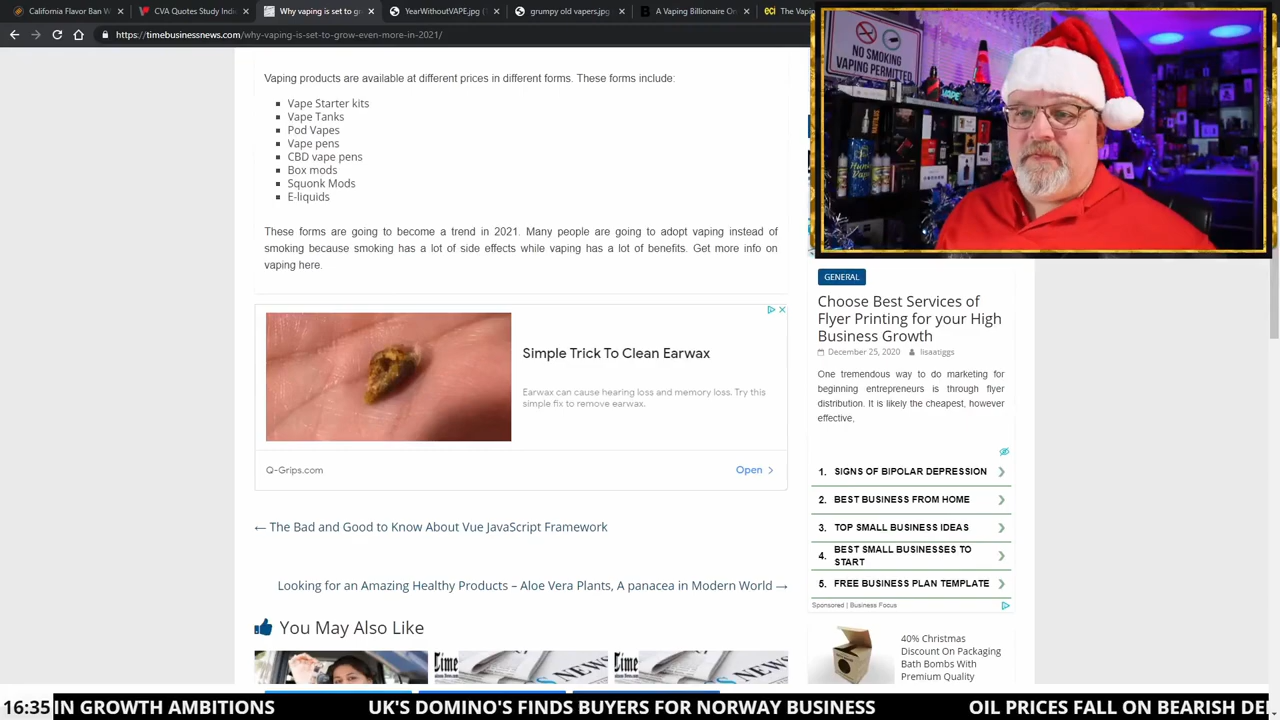 California Flavor Ban
CVA Quotes Study Indi
Why vaping is set to g
YearWithoutVAPE.jpg
grumpy old vapers.jpg
A Vaping Billionaire
eci
The Vap
timebusinessnews.com/why-vaping-is-set-to-grow-even-more-in-2021/
NO SMOKING
VAPING PERMITTED
VAPE
Vaping products are available at different prices in different forms. These forms include:
Vape Starter kits
Vape Tanks
Pod Vapes
Vape pens
CBD vape pens
Box mods
Squonk Mods
E-liquids
These forms are going to become a trend in 2021. Many people are going to adopt vaping instead of
smoking because smoking has a lot of side effects while vaping has a lot of benefits. Get more info on
vaping here.
Simple Trick To Clean Earwax
Earwax can cause hearing loss and memory loss. Try this
simple fix to remove earwax.
Q-Grips.com
Open
← The Bad and Good to Know About Vue JavaScript Framework
Looking for an Amazing Healthy Products – Aloe Vera Plants, A panacea in Modern World →
You May Also Like
GENERAL
Choose Best Services of
Flyer Printing for your High
Business Growth
December 25, 2020 lisaatiggs
One tremendous way to do marketing for
beginning entrepreneurs is through flyer
distribution. It is likely the cheapest, however
effective,
1. SIGNS OF BIPOLAR DEPRESSION
2. BEST BUSINESS FROM HOME
3. TOP SMALL BUSINESS IDEAS
4. BEST SMALL BUSINESSES TO
START
5. FREE BUSINESS PLAN TEMPLATE
Sponsored | Business Focus
40% Christmas
Discount On Packaging
Bath Bombs With
Premium Quality
16:35 IN GROWTH AMBITIONS UK'S DOMINO'S FINDS BUYERS FOR NORWAY BUSINESS OIL PRICES FALL ON BEARISH